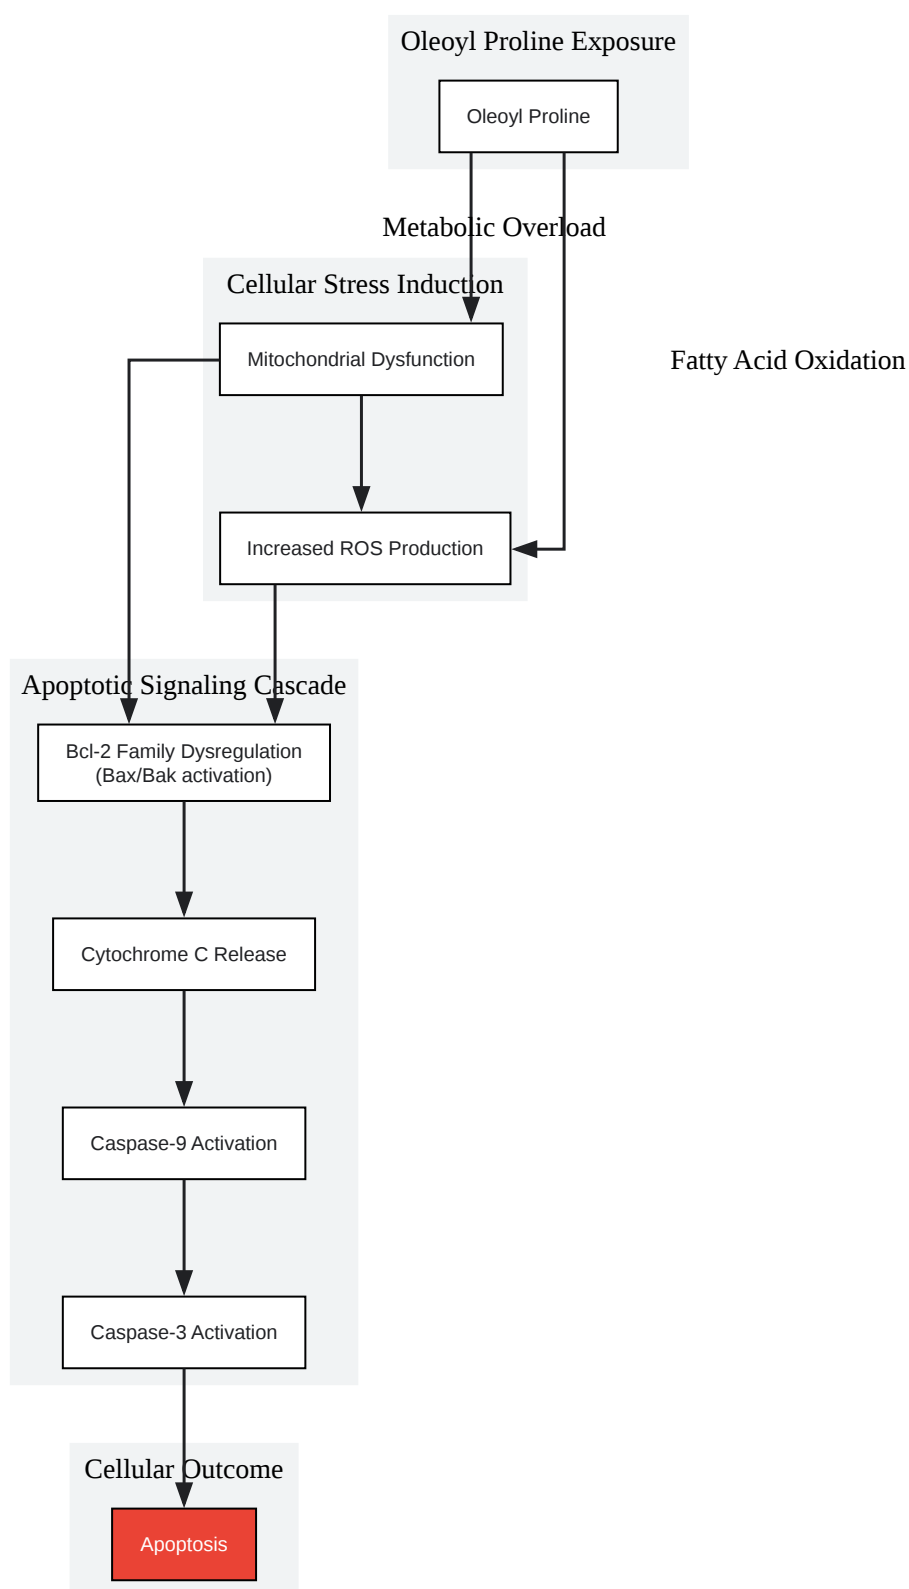 Oleoyl Proline Exposure
Oleoyl Proline
Metabolic Overload
Cellular Stress Induction
Mitochondrial Dysfunction
Fatty Acid Oxidation
Increased ROS Production
Apoptotic Signaling Cascade
Bcl-2 Family Dysregulation
(Bax/Bak activation)
Cytochrome C Release
Caspase-9 Activation
Caspase-3 Activation
Cellular Outcome
Apoptosis